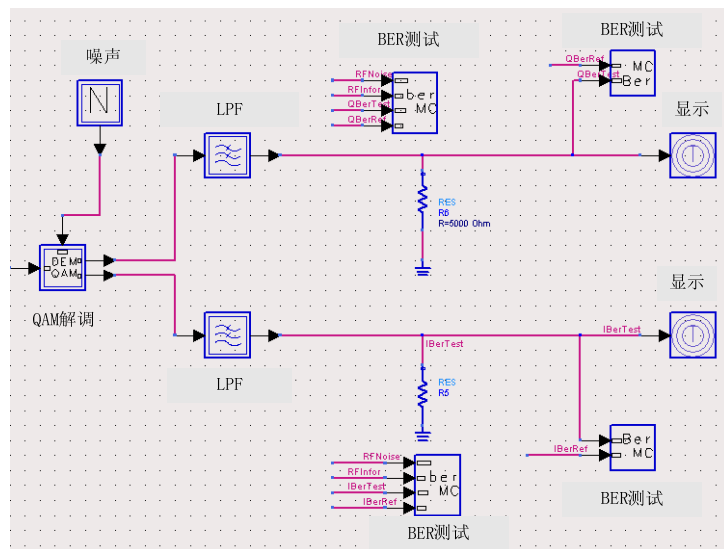 BER测试
BER测试
噪声
N
LPF
RFNoise
RFInfor
QBerTest
QBerRef
ber
MC
QBerRef
QBerTest
MC
Ber
显示
RES
R6
R=5000 Ohm
DEM
QAM
QAM解调
显示
LPF
IBerTest
IBerTest
RES
R5
RFNoise
RFInfor
IBerTest
IBerRef
ber
MC
IBerRef
Ber
MC
BER测试
BER测试